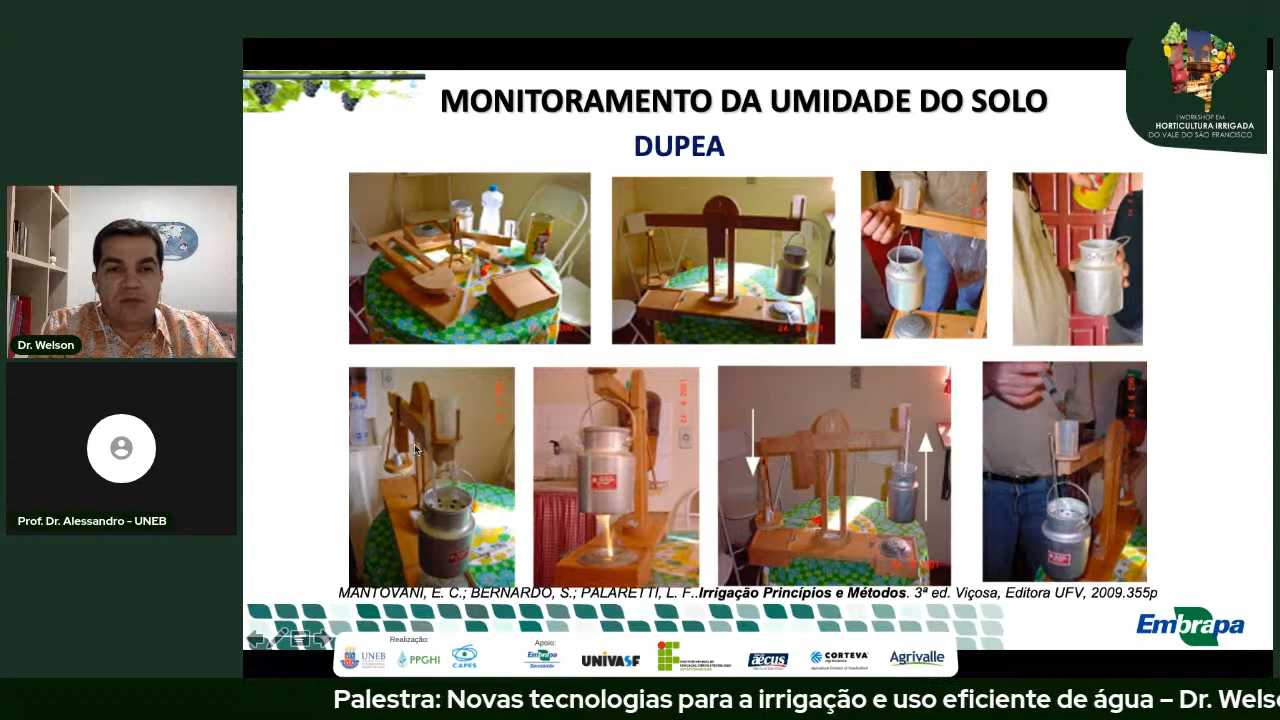 I WORKSHOP EM
HORTICULTURA IRRIGADA
DO VALE DO SÃO FRANCISCO
MONITORAMENTO DA UMIDADE DO SOLO
DUPEA
Dr. Welson
Prof. Dr. Alessandro - UNEB
MANTOVANI, E. C.; BERNARDO, S.; PALARETTI, L. F..Irrigação Princípios e Métodos. 3ª ed. Viçosa, Editora UFV, 2009.355p
Embrapa
Realização:
Apoio:
UNEB
PPGHI
CAPES
Embrapa
Semiárido
UNIVASF
æcus
CORTEVA
agriscience
Agrivalle
Palestra: Novas tecnologias para a irrigação e uso eficiente de água – Dr. Wels